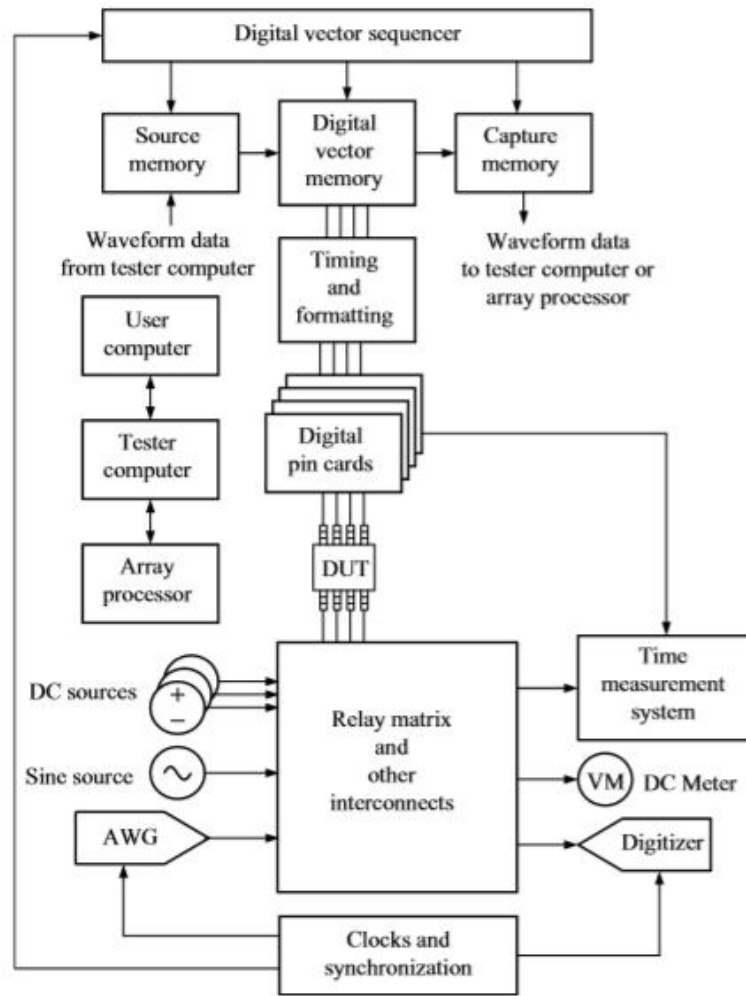 Digital vector sequencer
Source
memory
Digital
vector
memory
Capture
memory
Waveform data
from tester computer
Timing
and
formatting
Waveform data
to tester computer or
array processor
User
computer
Tester
computer
Digital
pin cards
Array
processor
DUT
DC sources
+
−
Relay matrix
and
other
interconnects
Time
measurement
system
Sine source
VM
DC Meter
AWG
Digitizer
Clocks and
synchronization